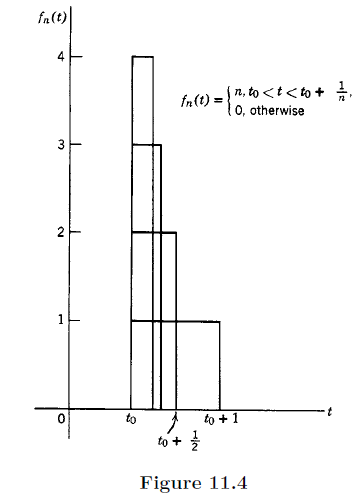 fn(t)
4
fn(t) = { n, t0 < t < t0 + 1/n,
0, otherwise
3
2
1
0 t0 t0 + 1 t
t0 + 1/2
Figure 11.4